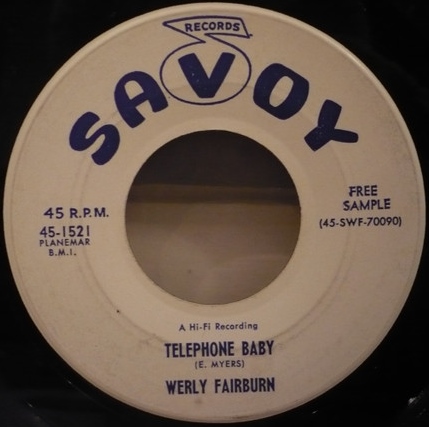 RECORDS
SAVOY
45 R.P.M.
45-1521
PLANEMAR
B.M.I.
FREE
SAMPLE
(45-SWF-70090)
A Hi-Fi Recording
TELEPHONE BABY
(E. MYERS)
WERLY FAIRBURN